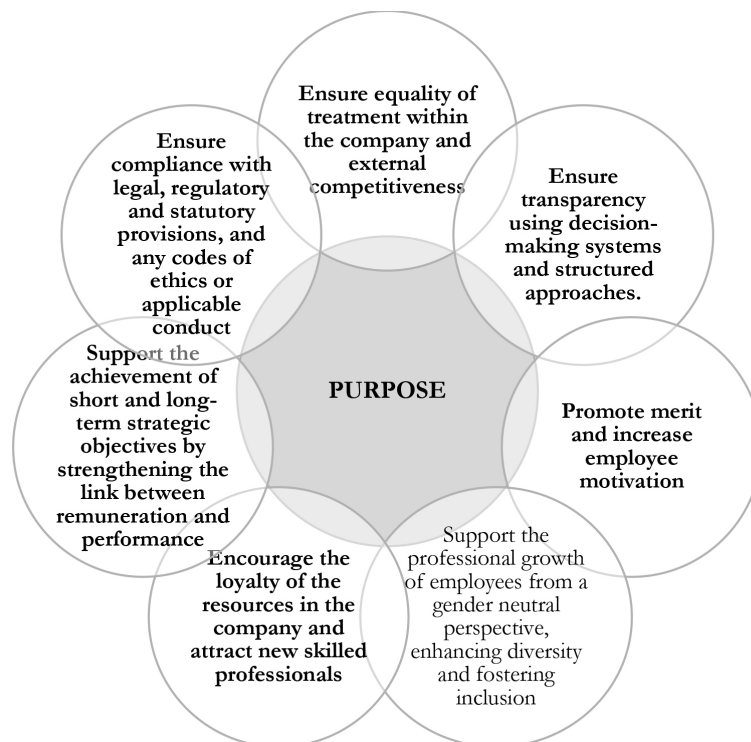 Ensure equality of
treatment within
the company and
external
competitiveness
Ensure
transparency
using decision-
making systems
and structured
approaches.
Promote merit
and increase
employee
motivation
Support the
professional growth
of employees from a
gender neutral
perspective,
enhancing diversity
and fostering
inclusion
Encourage the
loyalty of the
resources in the
company and
attract new skilled
professionals
Support the
achievement of
short and long-
term strategic
objectives by
strengthening the
link between
remuneration and
performance
Ensure
compliance with
legal, regulatory
and statutory
provisions, and
any codes of
ethics or
applicable
conduct
PURPOSE